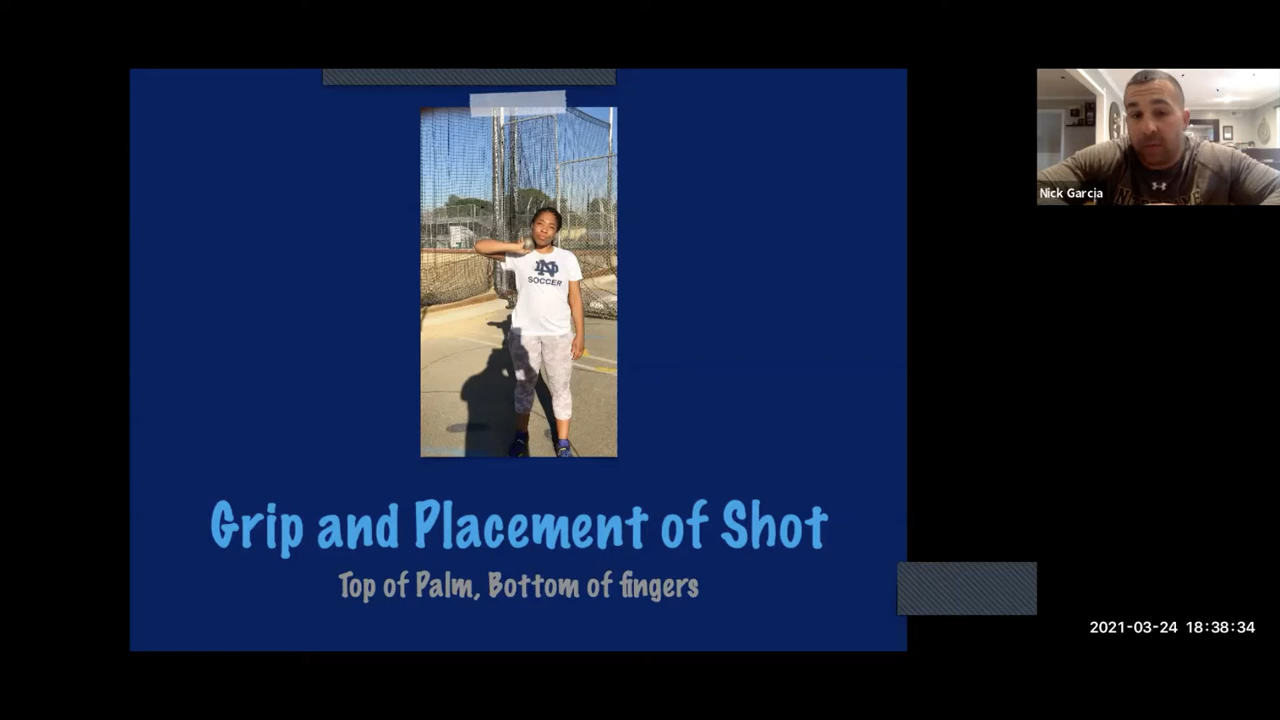 ND
SOCCER
Grip and Placement of Shot
Top of Palm, Bottom of fingers
Nick Garcia
2021-03-24 18:38:34